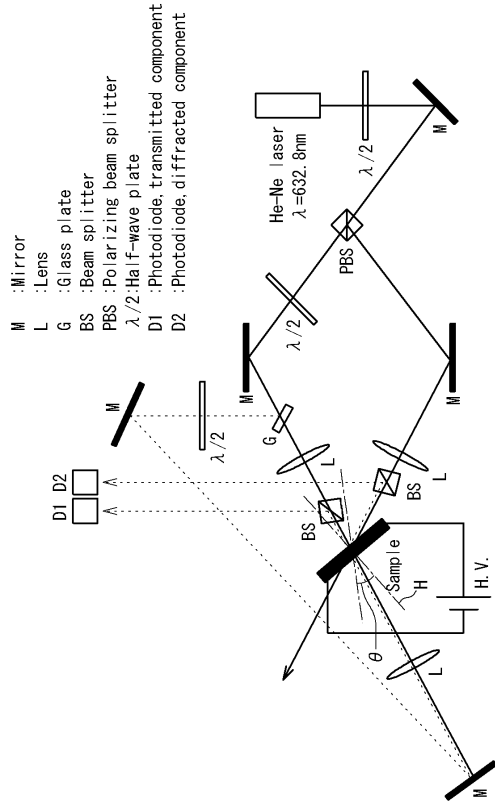 M :Mirror
L :Lens
G :Glass plate
BS :Beam splitter
PBS :Polarizing beam splitter
λ/2:Half-wave plate
D1 :Photodiode, transmitted component
D2 :Photodiode, diffracted component
He-Ne laser
λ=632.8nm
λ/2
M
PBS
λ/2
M
M
M
λ/2
G
L
L
D1 D2
BS
BS
Sample
H
θ
H.V.
L
M